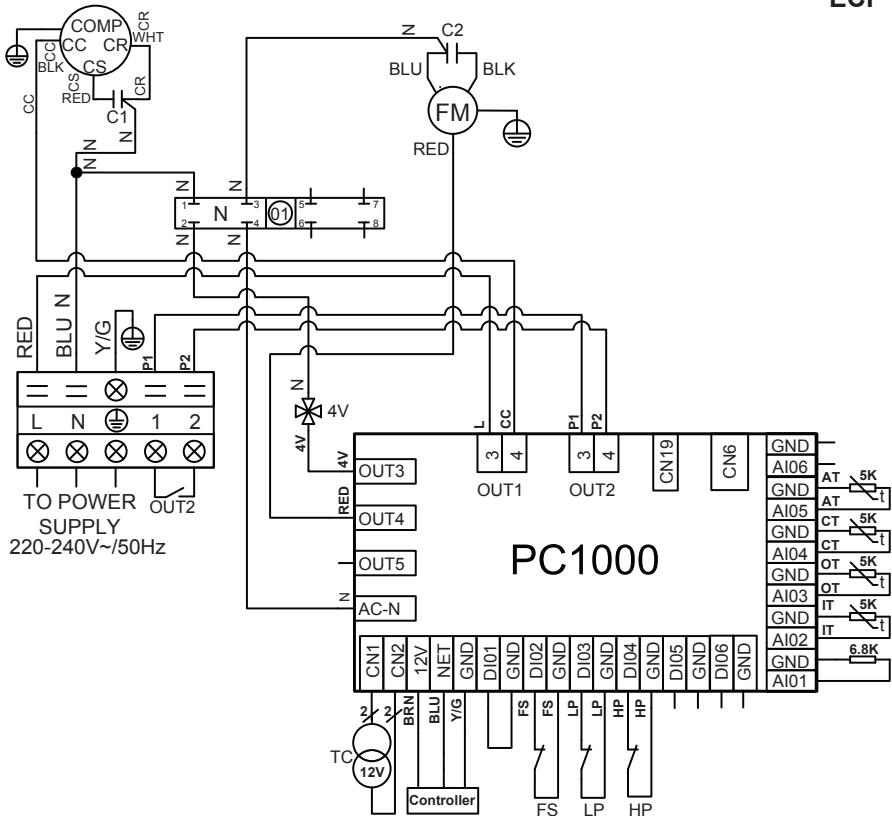 COMP
CC CR
CS
CC
BLK
CR
WHT
CS
RED
CR
CC
C1
N
N
N
N
C2
BLU BLK
FM
RED
N
N
1 N 3 01 5 7
2 4 6 8
N
N
RED
BLU N
Y/G
P1
P2
L N 1 2
TO POWER
SUPPLY
220-240V~/50Hz
OUT2
N
4V
4V
L CC P1 P2
3 4 3 4
OUT1 OUT2
CN19 CN6
4V
OUT3
RED
OUT4
OUT5
N
AC-N
PC1000
GND
AI06
GND
AI05
GND
AI04
GND
AI03
GND
AI02
GND
AI01
AT 5K t
AT
CT 5K t
CT
OT 5K t
OT
IT 5K t
IT
6.8K
CN1 CN2 12V NET GND DI01 GND DI02 GND DI03 GND DI04 GND DI05 GND DI06 GND
2 2 BRN BLU Y/G FS FS LP LP HP HP
TC
12V
Controller
FS LP HP